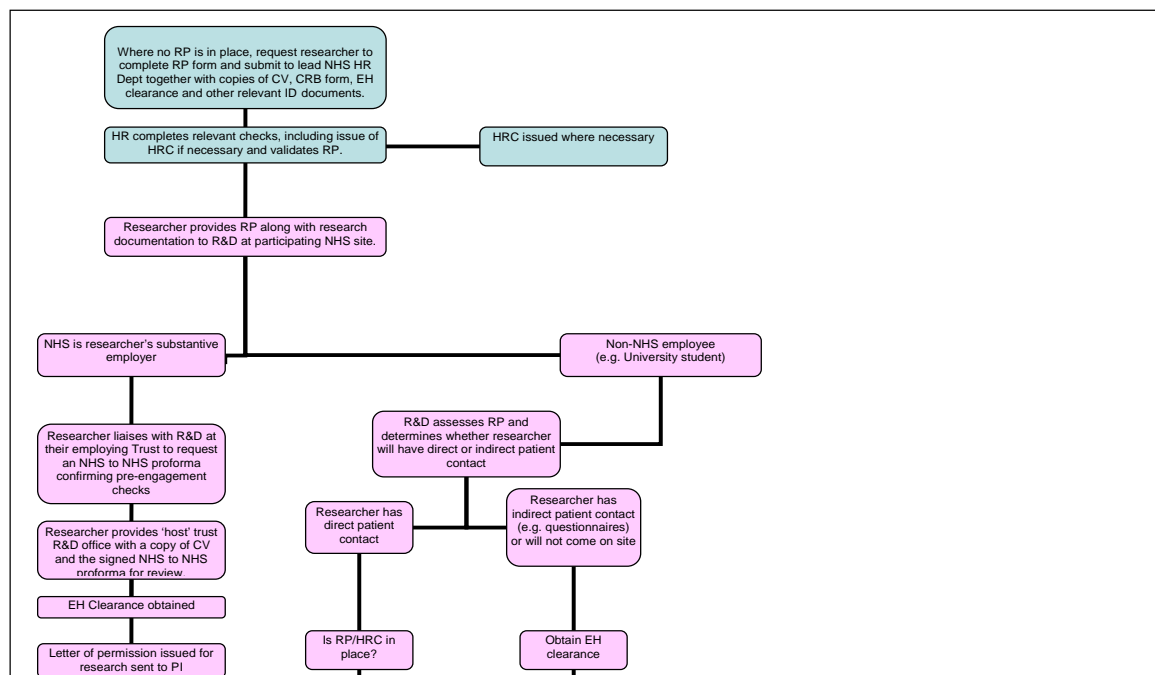 Where no RP is in place, request researcher to
complete RP form and submit to lead NHS HR
Dept together with copies of CV, CRB form, EH
clearance and other relevant ID documents.
HR completes relevant checks, including issue of
HRC if necessary and validates RP.
HRC issued where necessary
Researcher provides RP along with research
documentation to R&D at participating NHS site.
NHS is researcher's substantive
employer
Non-NHS employee
(e.g. University student)
Researcher liaises with R&D at
their employing Trust to request
an NHS to NHS proforma
confirming pre-engagement
checks
R&D assesses RP and
determines whether researcher
will have direct or indirect patient
contact
Researcher has
direct patient
contact
Researcher has
indirect patient contact
(e.g. questionnaires)
or will not come on site
Researcher provides 'host' trust
R&D office with a copy of CV
and the signed NHS to NHS
proforma for review.
EH Clearance obtained
Letter of permission issued for
research sent to PI
Is RP/HRC in
place?
Obtain EH
clearance